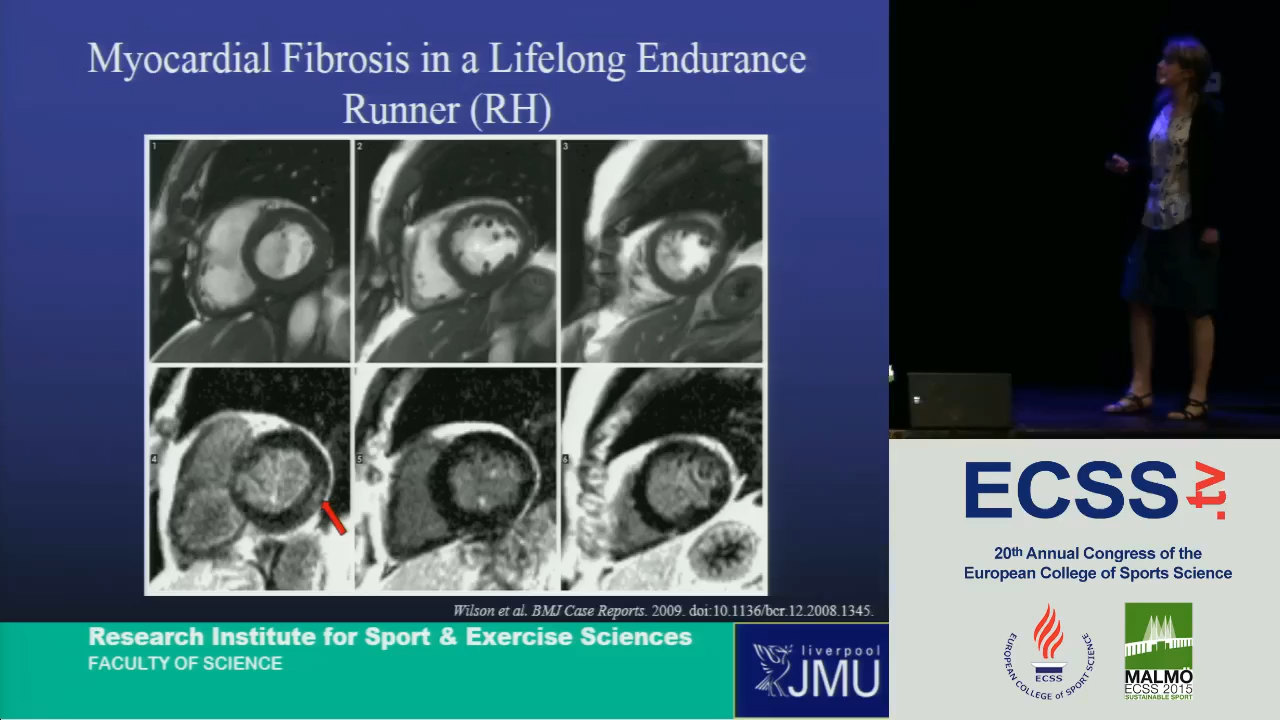 Myocardial Fibrosis in a Lifelong Endurance
Runner (RH)
1
2
3
4
5
6
Wilson et al. BMJ Case Reports. 2009. doi:10.1136/bcr.12.2008.1345.
Research Institute for Sport & Exercise Sciences
FACULTY OF SCIENCE
liverpool
JMU
ECSS.tv
20th Annual Congress of the
European College of Sports Science
EUROPEAN COLLEGE OF SPORT SCIENCE
ECSS
MALMÖ
ECSS 2015
SUSTAINABLE SPORT